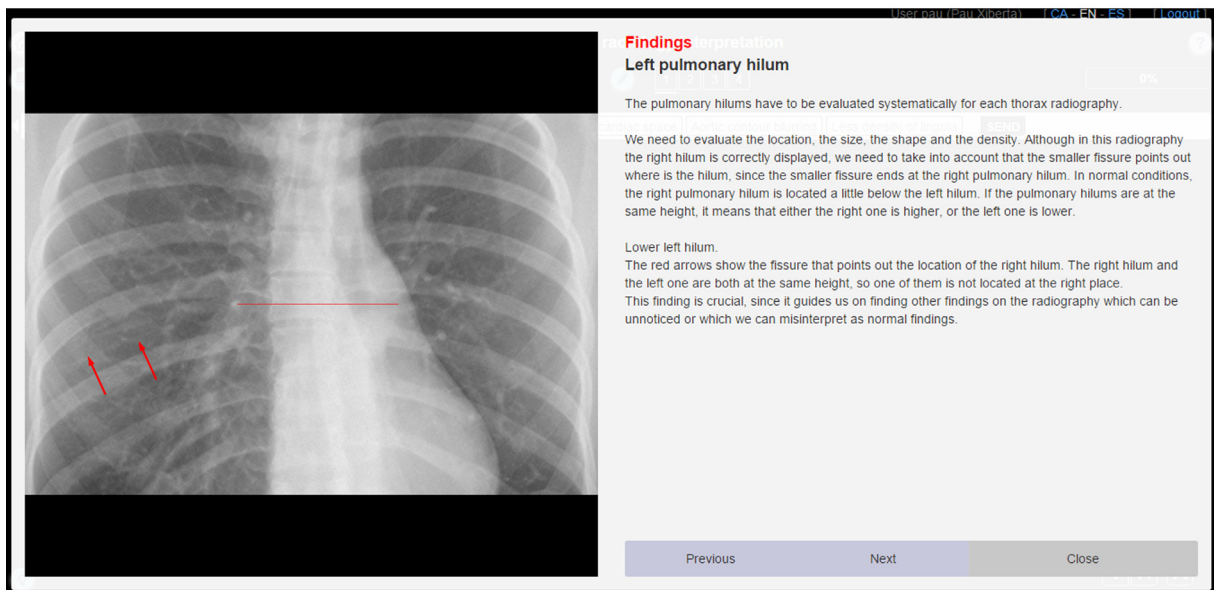 User pau (Pau Xiberta) [ CA - EN - ES ] [ Logout ]
Findings
Left pulmonary hilum
1 2 3 4
0%
The pulmonary hilums have to be evaluated systematically for each thorax radiography.
SEND
We need to evaluate the location, the size, the shape and the density. Although in this radiography
the right hilum is correctly displayed, we need to take into account that the smaller fissure points out
where is the hilum, since the smaller fissure ends at the right pulmonary hilum. In normal conditions,
the right pulmonary hilum is located a little below the left hilum. If the pulmonary hilums are at the
same height, it means that either the right one is higher, or the left one is lower.
Lower left hilum.
The red arrows show the fissure that points out the location of the right hilum. The right hilum and
the left one are both at the same height, so one of them is not located at the right place.
This finding is crucial, since it guides us on finding other findings on the radiography which can be
unnoticed or which we can misinterpret as normal findings.
Previous Next Close